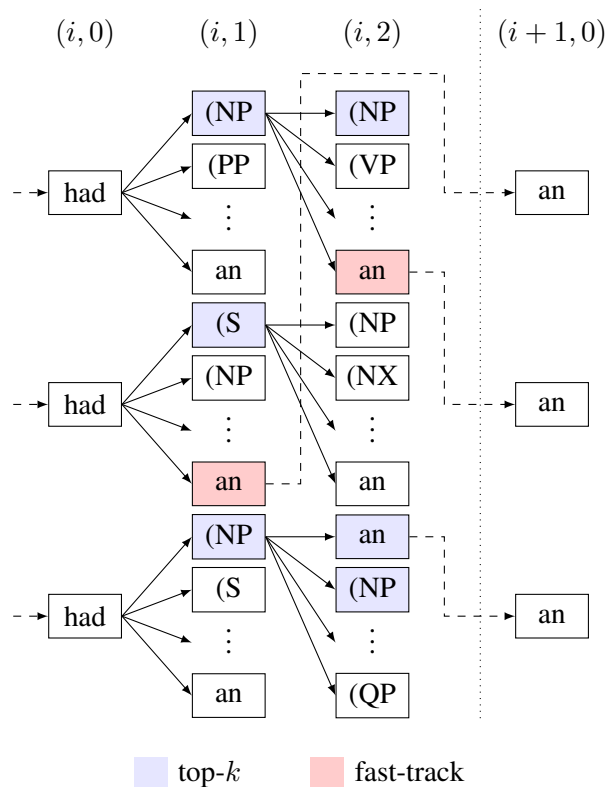 (i, 0) (i, 1) (i, 2) (i + 1, 0)
(NP (NP
(PP (VP
had an
⋮ ⋮
an an
(S (NP
(NP (NX
had an
⋮ ⋮
an an
(NP an
(S (NP
had an
⋮ ⋮
an (QP
top-k fast-track